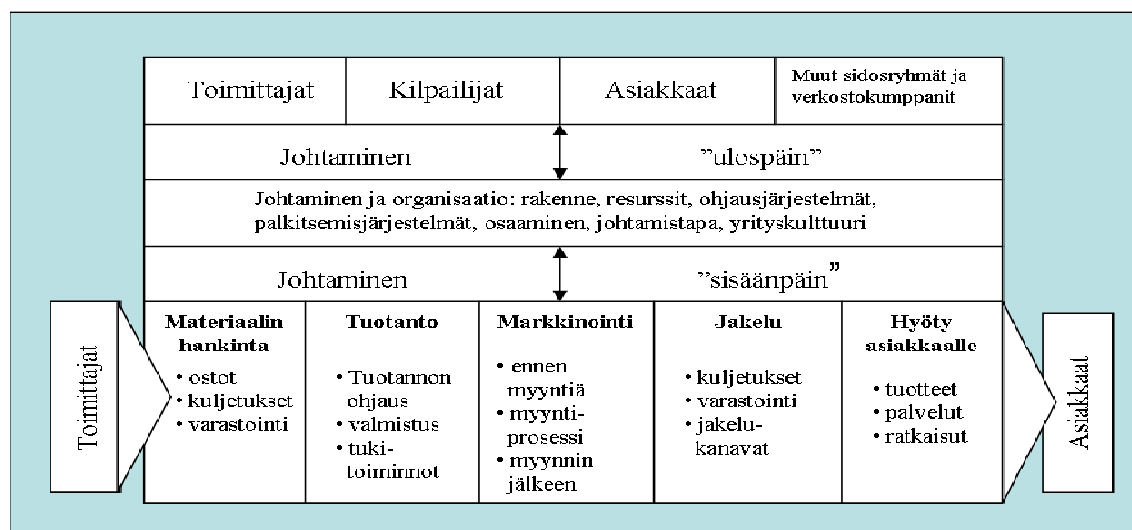 Toimittajat
Kilpailijat
Asiakkaat
Muut sidosryhmät ja
verkostokumppanit
Johtaminen
”ulospäin”
Johtaminen ja organisaatio: rakenne, resurssit, ohjausjärjestelmät,
palkitsemisjärjestelmät, osaaminen, johtamistapa, yrityskulttuuri
Johtaminen
”sisäänpäin”
Toimittajat
Materiaalin
hankinta
• ostot
• kuljetukset
• varastointi
Tuotanto
• Tuotannon
ohjaus
• valmistus
• tuki-
toiminnot
Markkinointi
• ennen
myyntiä
• myynti-
prosessi
• myynnin
jälkeen
Jakelu
• kuljetukset
• varastointi
• jakelu-
kanavat
Hyöty
asiakkaalle
• tuotteet
• palvelut
• ratkaisut
Asiakkaat